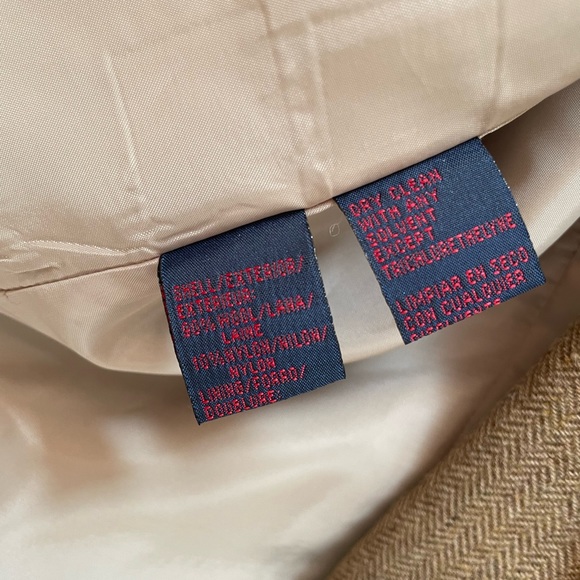 SHELL/EXTERIOR/
EXTERIEUR
90% WOOL/LANA/
LAINE
10%NYLON/NILON/
NYLON
LINING/FORRO/
DOUBLURE
DRY CLEAN
WITH ANY
SOLVENT
EXCEPT
TRICHLORETHELYNE
LIMPIAR EN SECO
CON CUALQUIER